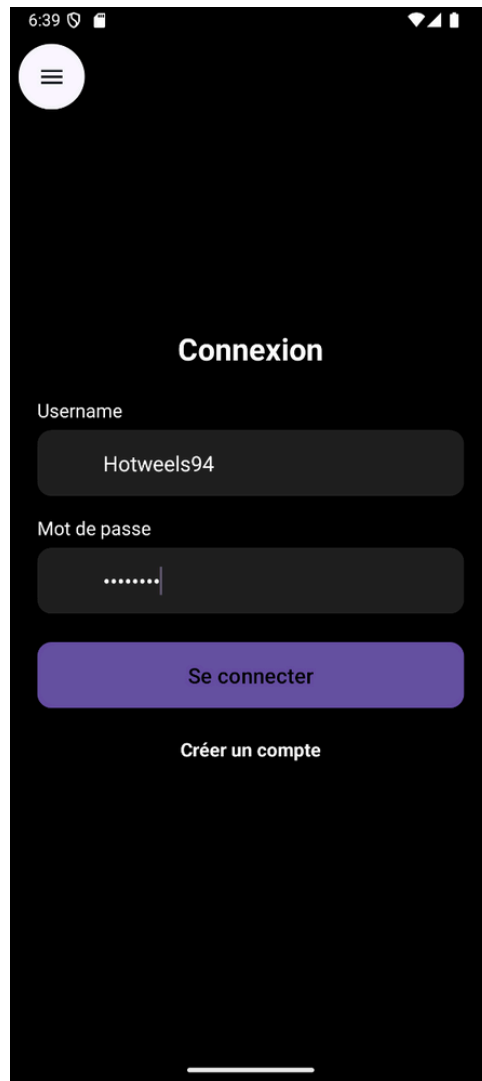 6:39
Connexion
Username
Hotweels94
Mot de passe
••••••••
Se connecter
Créer un compte